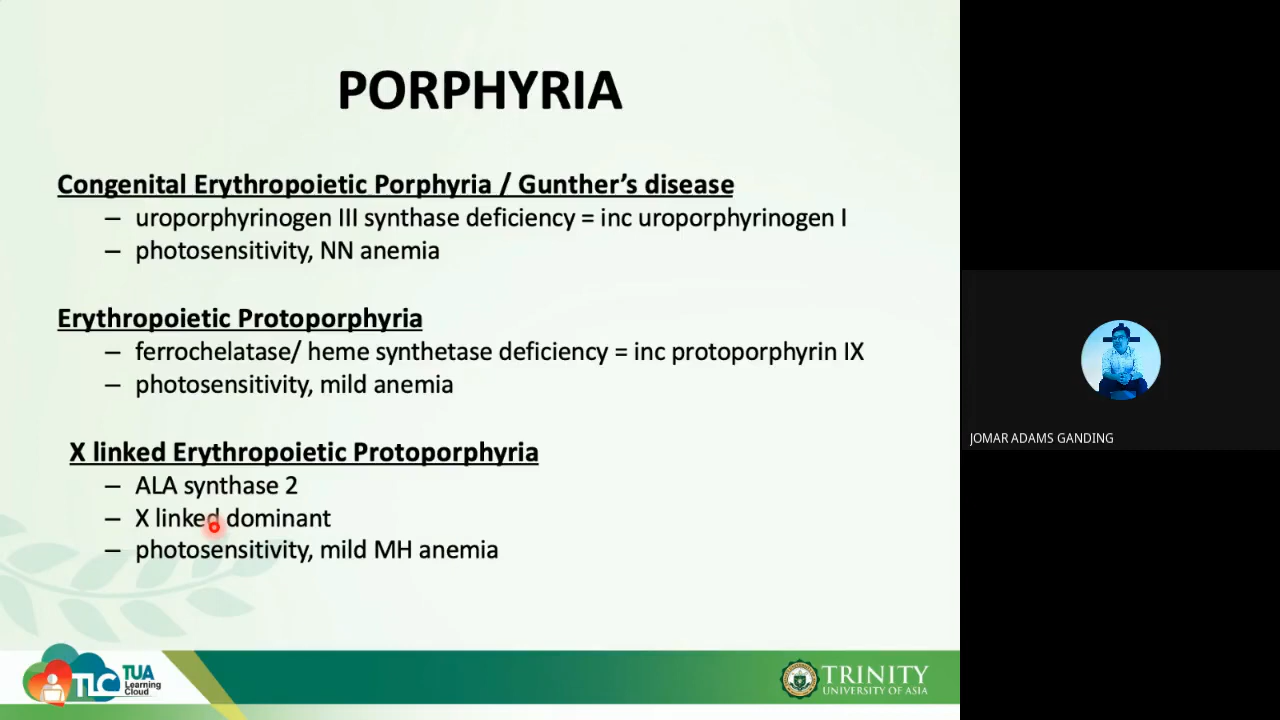 PORPHYRIA
Congenital Erythropoietic Porphyria / Gunther’s disease
– uroporphyrinogen III synthase deficiency = inc uroporphyrinogen I
– photosensitivity, NN anemia
Erythropoietic Protoporphyria
– ferrochelatase/ heme synthetase deficiency = inc protoporphyrin IX
– photosensitivity, mild anemia
X linked Erythropoietic Protoporphyria
– ALA synthase 2
– X linked dominant
– photosensitivity, mild MH anemia
JOMAR ADAMS GANDING
TLC
TUA
Learning
Cloud
TRINITY
UNIVERSITY OF ASIA